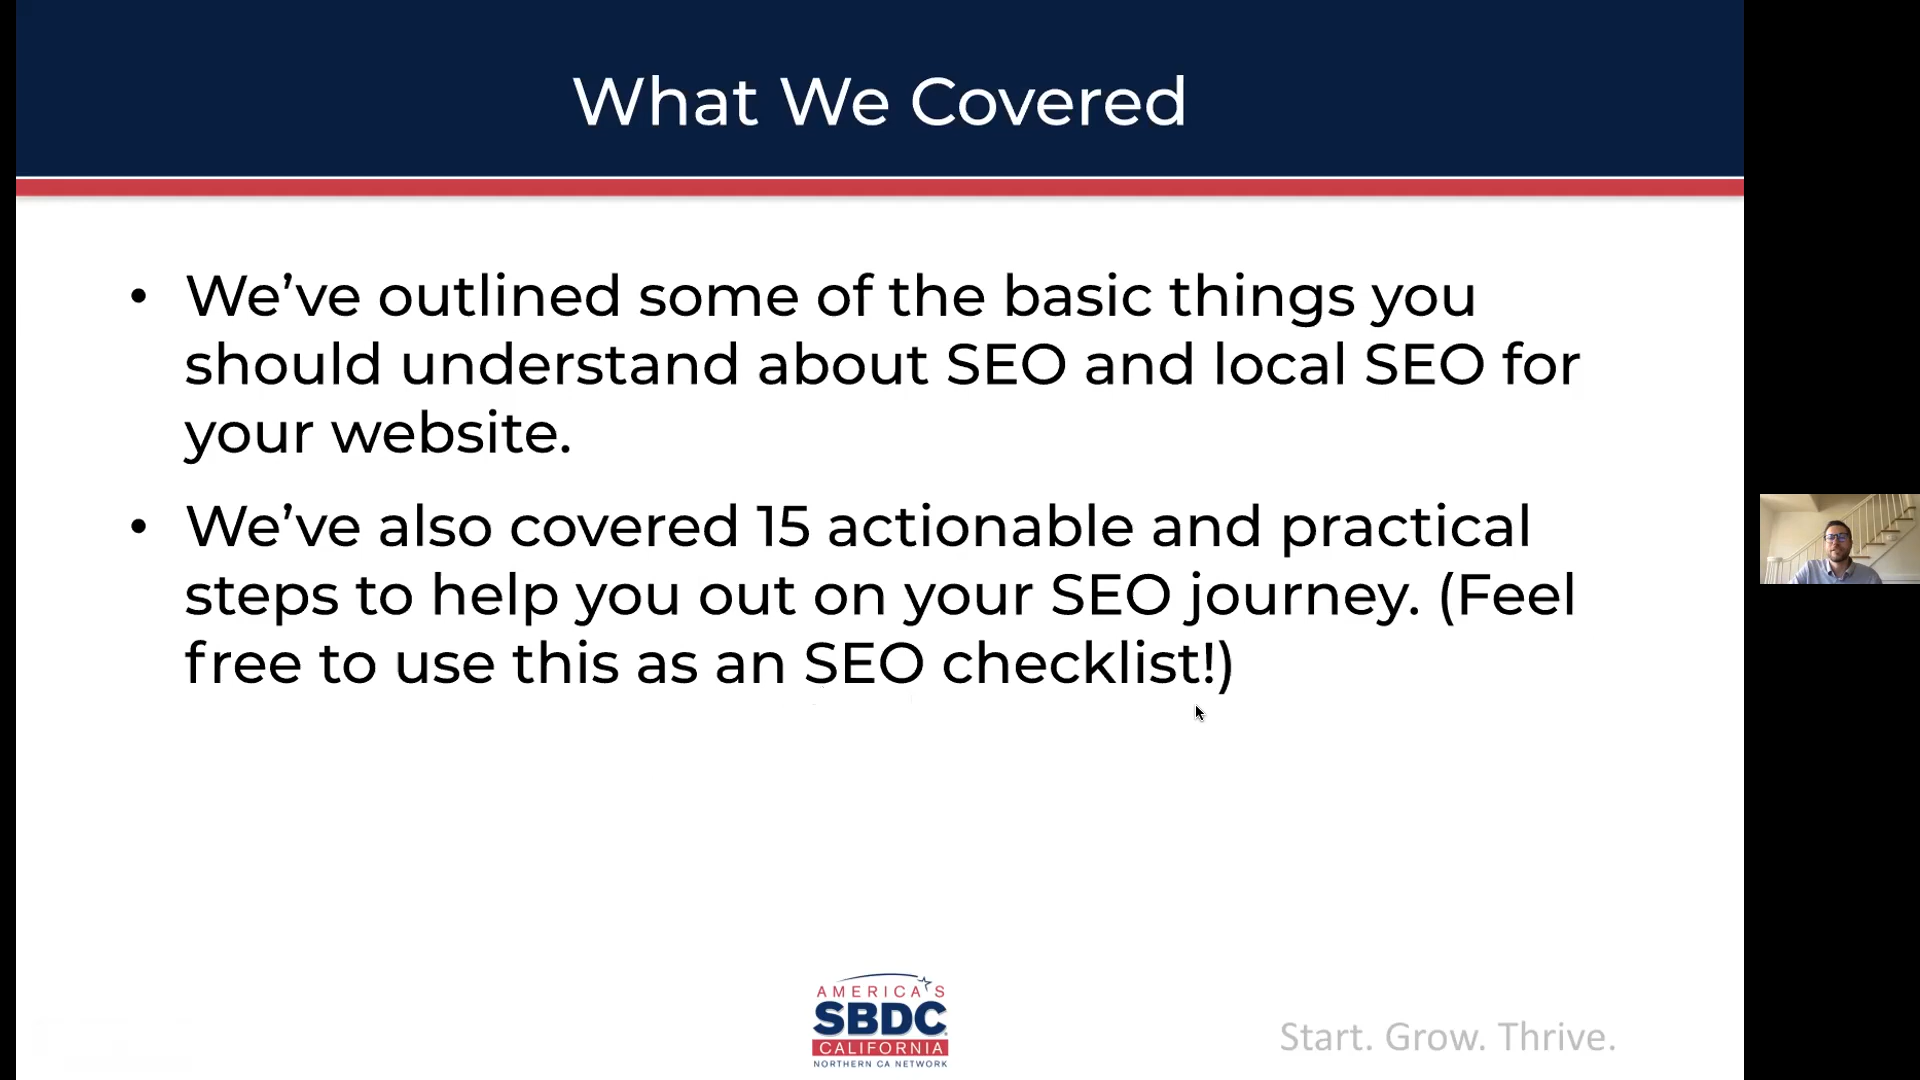 What We Covered
• We’ve outlined some of the basic things you
should understand about SEO and local SEO for
your website.
• We’ve also covered 15 actionable and practical
steps to help you out on your SEO journey. (Feel
free to use this as an SEO checklist!)
AMERICA'S
SBDC
CALIFORNIA
NORTHERN CA NETWORK
Start. Grow. Thrive.